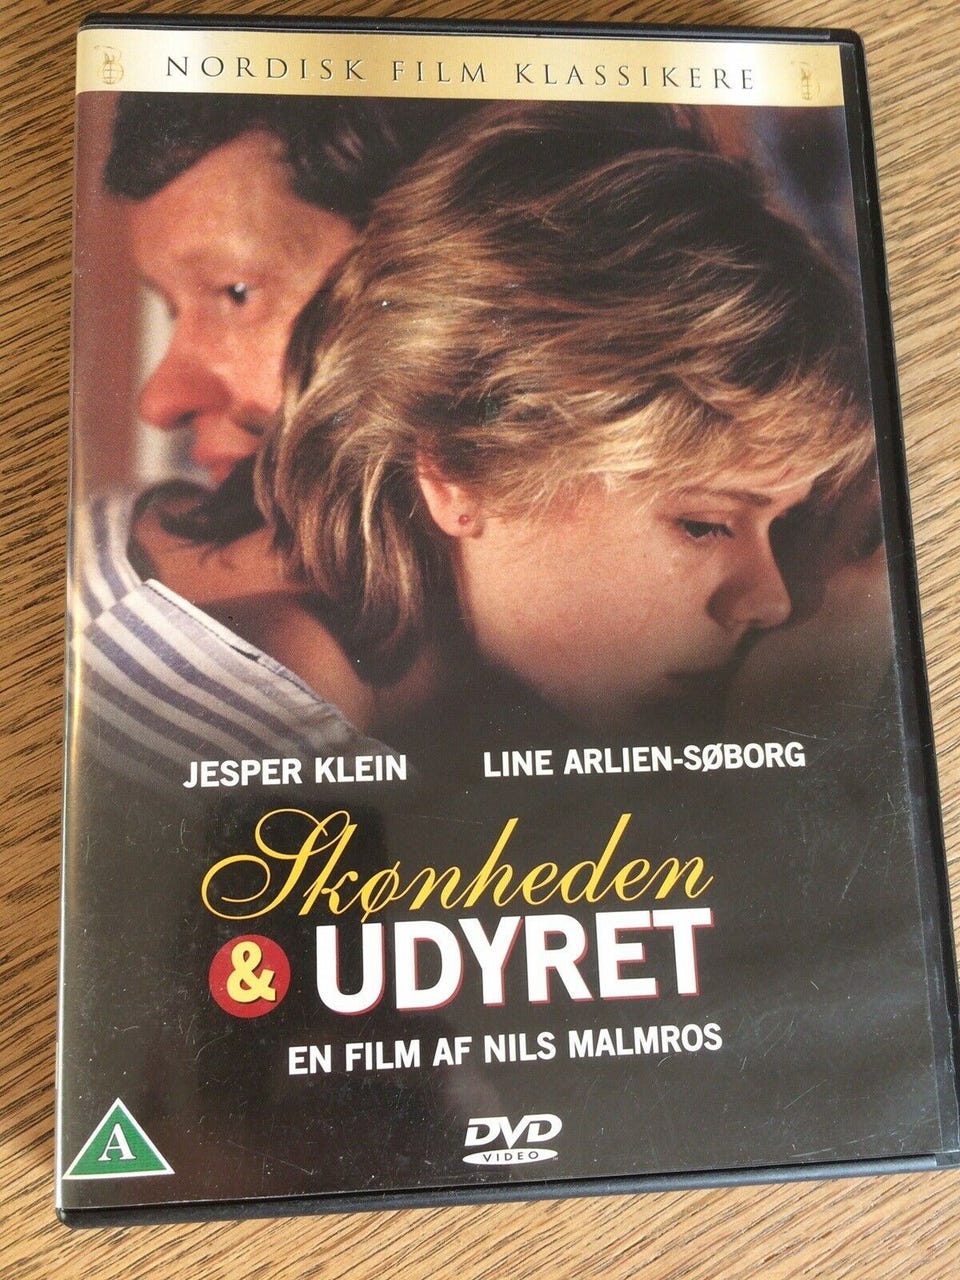 NORDISK FILM KLASSIKERE
JESPER KLEIN LINE ARLIEN-SØBORG
Skønheden
& UDYRET
EN FILM AF NILS MALMROS
A
DVD
VIDEO